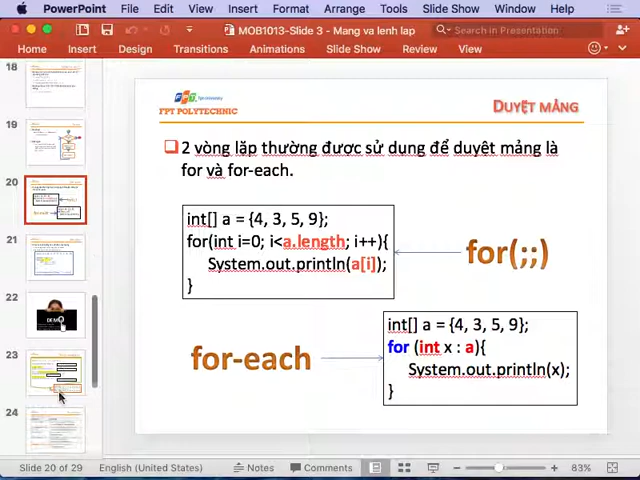 PowerPoint File Edit View Insert Format Arrange Tools Slide Show Window Help
MOB1013-Slide 3 - Mang va lenh lap
Search in Presentation
Home Insert Design Transitions Animations Slide Show Review View
18
19
20
21
22
23
24
DEMO
FPT
FPT POLYTECHNIC
DUYỆT MẢNG
2 vòng lặp thường được sử dụng để duyệt mảng là
for và for-each.
int[] a = {4, 3, 5, 9};
for(int i=0; i<a.length; i++){
System.out.println(a[i]);
}
for(;;)
for-each
int[] a = {4, 3, 5, 9};
for (int x : a){
System.out.println(x);
}
Slide 20 of 29 English (United States) Notes Comments 83%